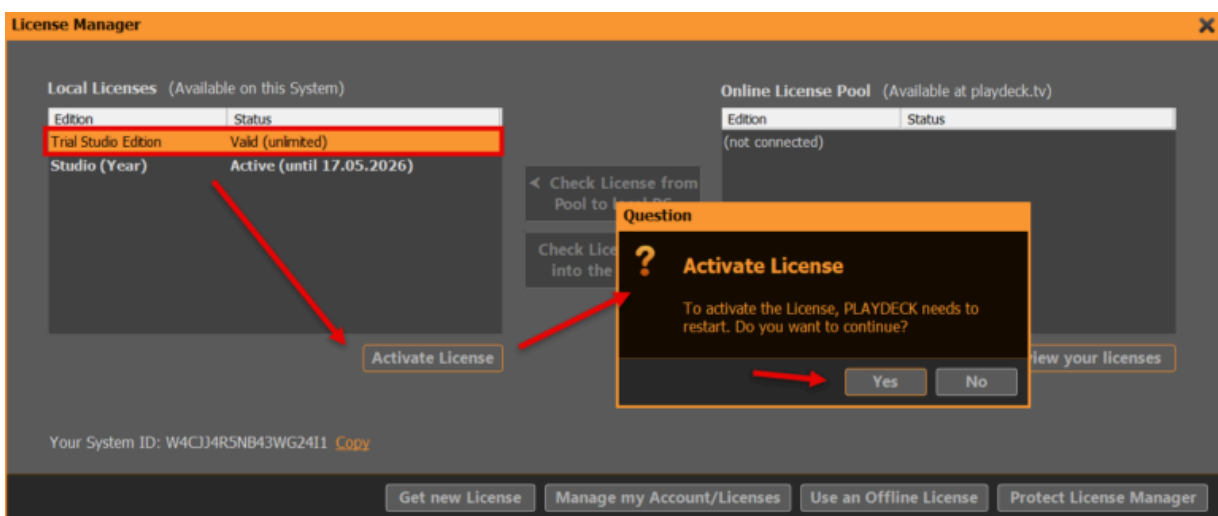 License Manager
Local Licenses (Available on this System)
Edition Status
Trial Studio Edition Valid (unlimited)
Studio (Year) Active (until 17.05.2026)
Activate License
< Check License from
Pool to
Check
into the
Online License Pool (Available at playdeck.tv)
Edition Status
(not connected)
Question
?
Activate License
To activate the License, PLAYDECK needs to
restart. Do you want to continue?
Yes No
your licenses
Your System ID: W4CJJ4R5NB43WG24I1 Copy
Get new License Manage my Account/Licenses Use an Offline License Protect License Manager